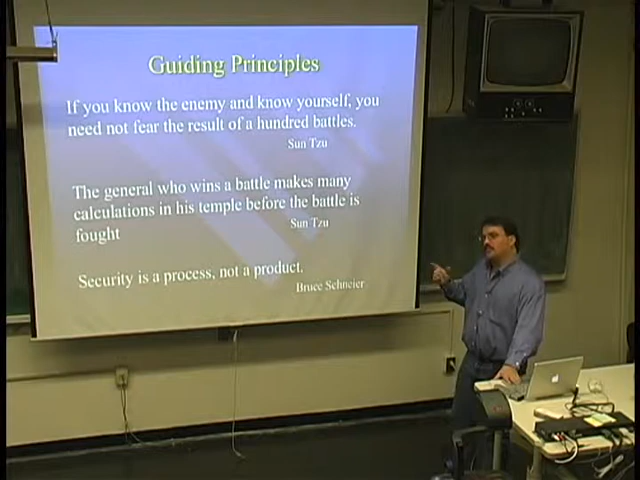 Guiding Principles
If you know the enemy and know yourself, you
need not fear the result of a hundred battles.
Sun Tzu
The general who wins a battle makes many
calculations in his temple before the battle is
fought
Sun Tzu
Security is a process, not a product.
Bruce Schneier